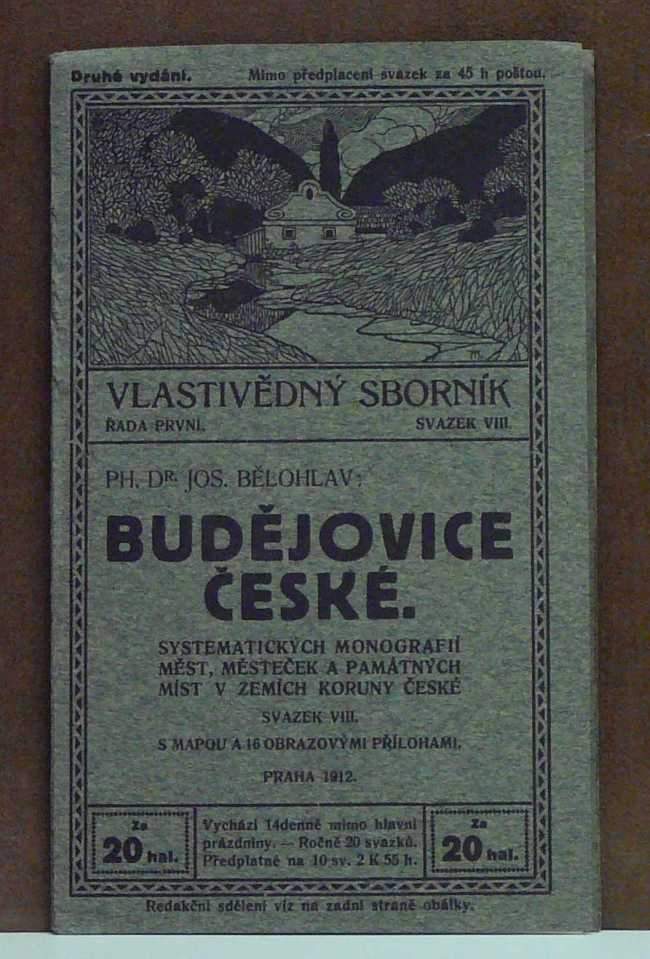 Druhé vydání. Mimo předplacení svazek za 45 h poštou.
VLASTIVĚDNÝ SBORNÍK
ŘADA PRVNÍ. SVAZEK VIII.
PH. DR. JOS. BĚLOHLAV:
BUDĚJOVICE
ČESKÉ.
SYSTEMATICKÝCH MONOGRAFIÍ
MĚST, MĚSTEČEK A PAMÁTNÝCH
MÍST V ZEMÍCH KORUNY ČESKÉ
SVAZEK VIII.
S MAPOU A 16 OBRAZOVÝMI PŘÍLOHAMI.
PRAHA 1912.
Za
20 hal.
Vychází 14denně mimo hlavní
prázdniny. — Ročně 20 svazků.
Předplatné na 10 sv. 2 K 55 h.
Za
20 hal.
Redakční sdělení viz na zadní straně obálky.